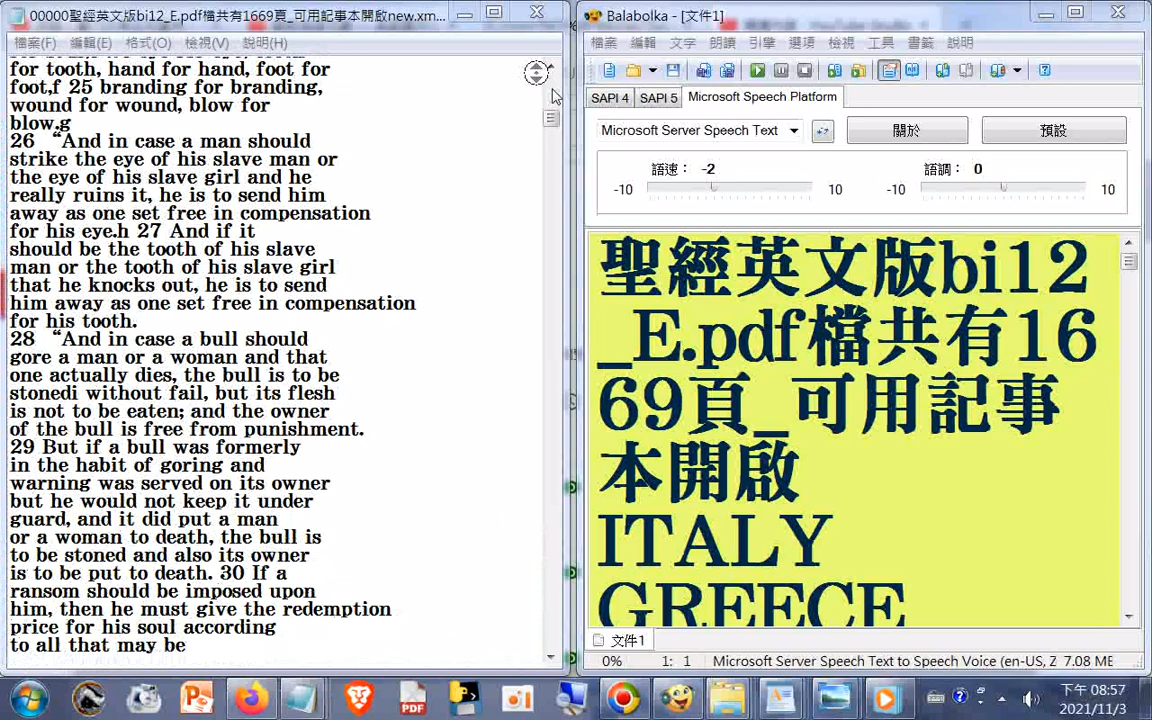 00000聖經英文版bi12_E.pdf檔共有1669頁_可用記事本開啟new.xm...
檔案(F) 編輯(E) 格式(O) 檢視(V) 說明(H)
for tooth, hand for hand, foot for
foot,f 25 branding for branding,
wound for wound, blow for
blow.g
26 “And in case a man should
strike the eye of his slave man or
the eye of his slave girl and he
really ruins it, he is to send him
away as one set free in compensation
for his eye.h 27 And if it
should be the tooth of his slave
man or the tooth of his slave girl
that he knocks out, he is to send
him away as one set free in compensation
for his tooth.
28 “And in case a bull should
gore a man or a woman and that
one actually dies, the bull is to be
stonedi without fail, but its flesh
is not to be eaten; and the owner
of the bull is free from punishment.
29 But if a bull was formerly
in the habit of goring and
warning was served on its owner
but he would not keep it under
guard, and it did put a man
or a woman to death, the bull is
to be stoned and also its owner
is to be put to death. 30 If a
ransom should be imposed upon
him, then he must give the redemption
price for his soul according
to all that may be
Balabolka - [文件1]
檔案 編輯 文字 朗讀 引擎 選項 檢視 工具 書籤 說明
SAPI 4 SAPI 5 Microsoft Speech Platform
Microsoft Server Speech Text 關於 預設
語速: -2 語調: 0
-10 10 -10 10
聖經英文版bi12
_E.pdf檔共有16
69頁_可用記事
本開啟
ITALY
GREECE
文件1
0% 1: 1 Microsoft Server Speech Text to Speech Voice (en-US, Z 7.08 ME
PDF
下午 08:57
2021/11/3